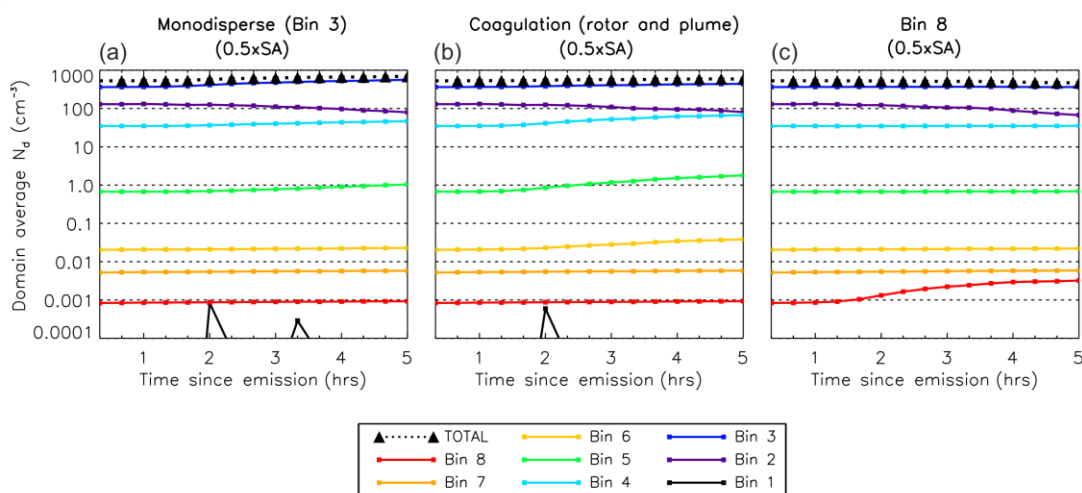 Monodisperse (Bin 3)
(0.5xSA)
Coagulation (rotor and plume)
(0.5xSA)
Bin 8
(0.5xSA)
(a)
(b)
(c)
Domain average N_d (cm⁻³)
1000
100
10
1.0
0.1
0.01
0.001
0.0001
1 2 3 4 5
Time since emission (hrs)
1 2 3 4 5
Time since emission (hrs)
1 2 3 4 5
Time since emission (hrs)
TOTAL
Bin 6
Bin 3
Bin 8
Bin 5
Bin 2
Bin 7
Bin 4
Bin 1